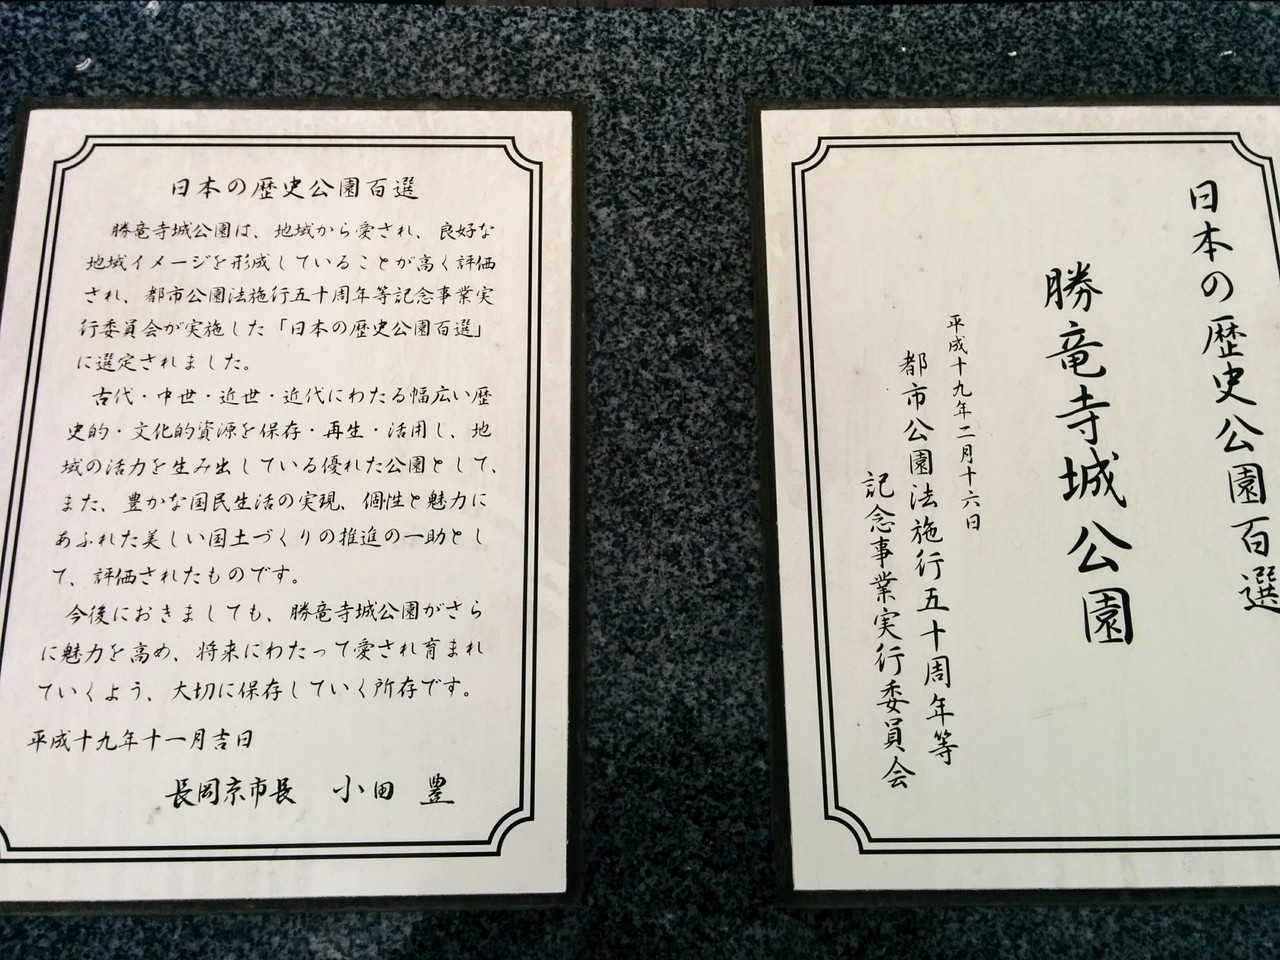 日本の歴史公園百選
勝竜寺城公園は、地域から愛され、良好な
地域イメージを形成していることが高く評価
され、都市公園法施行五十周年等記念事業実
行委員会が実施した「日本の歴史公園百選」
に選定されました。
古代・中世・近世・近代にわたる幅広い歴
史的・文化的資源を保存・再生・活用し、地
域の活力を生み出している優れた公園として、
また、豊かな国民生活の実現、個性と魅力に
あふれた美しい国土づくりの推進の一助とし
て、評価されたものです。
今後におきましても、勝竜寺城公園がさら
に魅力を高め、将来にわたって愛され育まれ
ていくよう、大切に保存していく所存です。
平成十九年十一月吉日
長岡京市長 小田 豊
日本の歴史公園百選
勝竜寺城公園
平成十九年二月十六日
都市公園法施行五十周年等
記念事業実行委員会